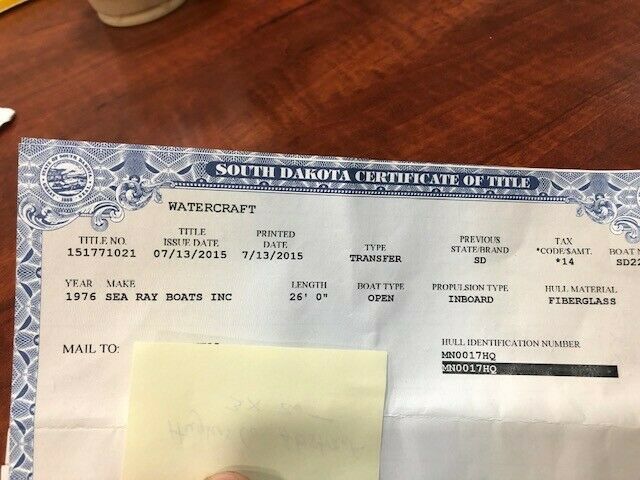 SOUTH DAKOTA CERTIFICATE OF TITLE
WATERCRAFT
TITLE NO. TITLE ISSUE DATE PRINTED DATE TYPE PREVIOUS STATE/BRAND TAX *CODE/$AMT. BOAT
151771021 07/13/2015 7/13/2015 TRANSFER SD *14 SD22
YEAR MAKE LENGTH BOAT TYPE PROPULSION TYPE HULL MATERIAL
1976 SEA RAY BOATS INC 26' 0" OPEN INBOARD FIBERGLASS
MAIL TO: HULL IDENTIFICATION NUMBER
MN0017HQ
MN0017HQ